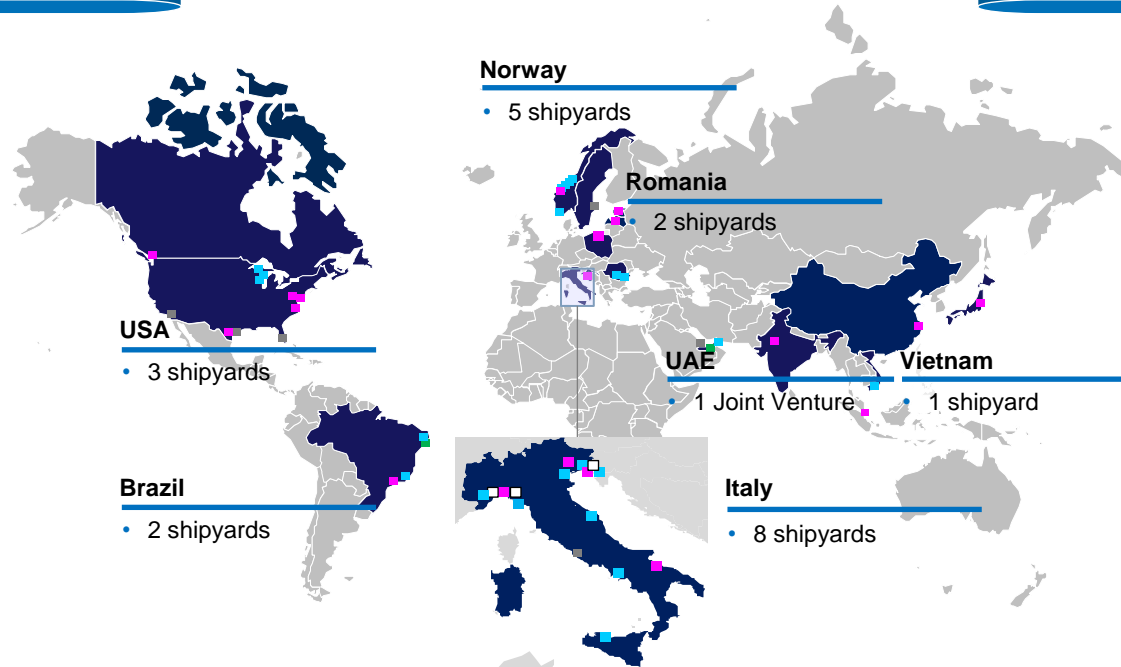 Norway
• 5 shipyards
Romania
• 2 shipyards
USA
• 3 shipyards
UAE
• 1 Joint Venture
Vietnam
• 1 shipyard
Brazil
• 2 shipyards
Italy
• 8 shipyards